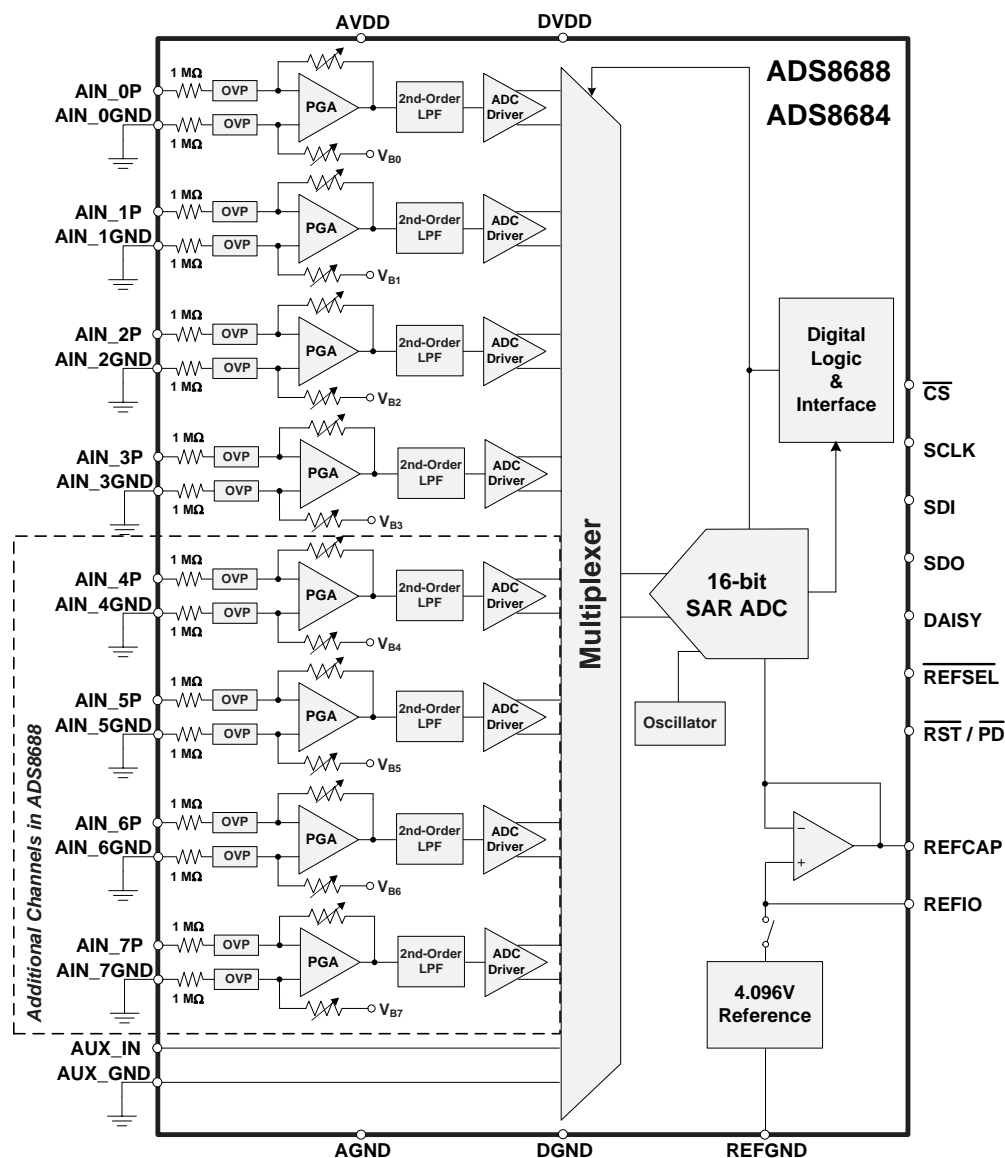 AVDD
DVDD
ADS8688
ADS8684
1 MΩ
AIN_0P
OVP
PGA
2nd-Order
LPF
ADC
Driver
AIN_0GND
OVP
1 MΩ
VB0
1 MΩ
AIN_1P
OVP
PGA
2nd-Order
LPF
ADC
Driver
AIN_1GND
OVP
1 MΩ
VB1
1 MΩ
AIN_2P
OVP
PGA
2nd-Order
LPF
ADC
Driver
AIN_2GND
OVP
1 MΩ
VB2
1 MΩ
AIN_3P
OVP
PGA
2nd-Order
LPF
ADC
Driver
AIN_3GND
OVP
1 MΩ
VB3
Additional Channels in ADS8688
1 MΩ
AIN_4P
OVP
PGA
2nd-Order
LPF
ADC
Driver
AIN_4GND
OVP
1 MΩ
VB4
1 MΩ
AIN_5P
OVP
PGA
2nd-Order
LPF
ADC
Driver
AIN_5GND
OVP
1 MΩ
VB5
1 MΩ
AIN_6P
OVP
PGA
2nd-Order
LPF
ADC
Driver
AIN_6GND
OVP
1 MΩ
VB6
1 MΩ
AIN_7P
OVP
PGA
2nd-Order
LPF
ADC
Driver
AIN_7GND
OVP
1 MΩ
VB7
AUX_IN
AUX_GND
Multiplexer
Digital
Logic
&
Interface
16-bit
SAR ADC
Oscillator
−
+
4.096V
Reference
CS
SCLK
SDI
SDO
DAISY
REFSEL
RST / PD
REFCAP
REFIO
AGND
DGND
REFGND